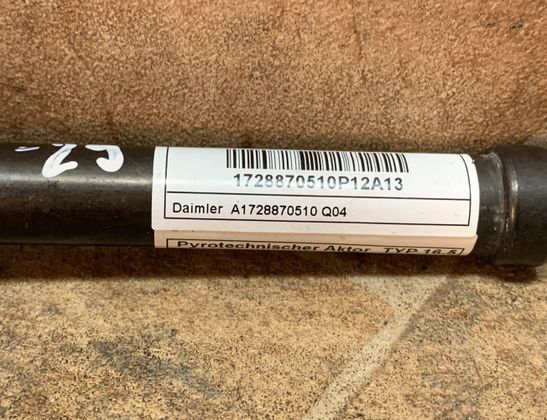 1728870510P12A13
Daimler A1728870510 Q04
Pyrotechnischer Aktor TYP 16.5